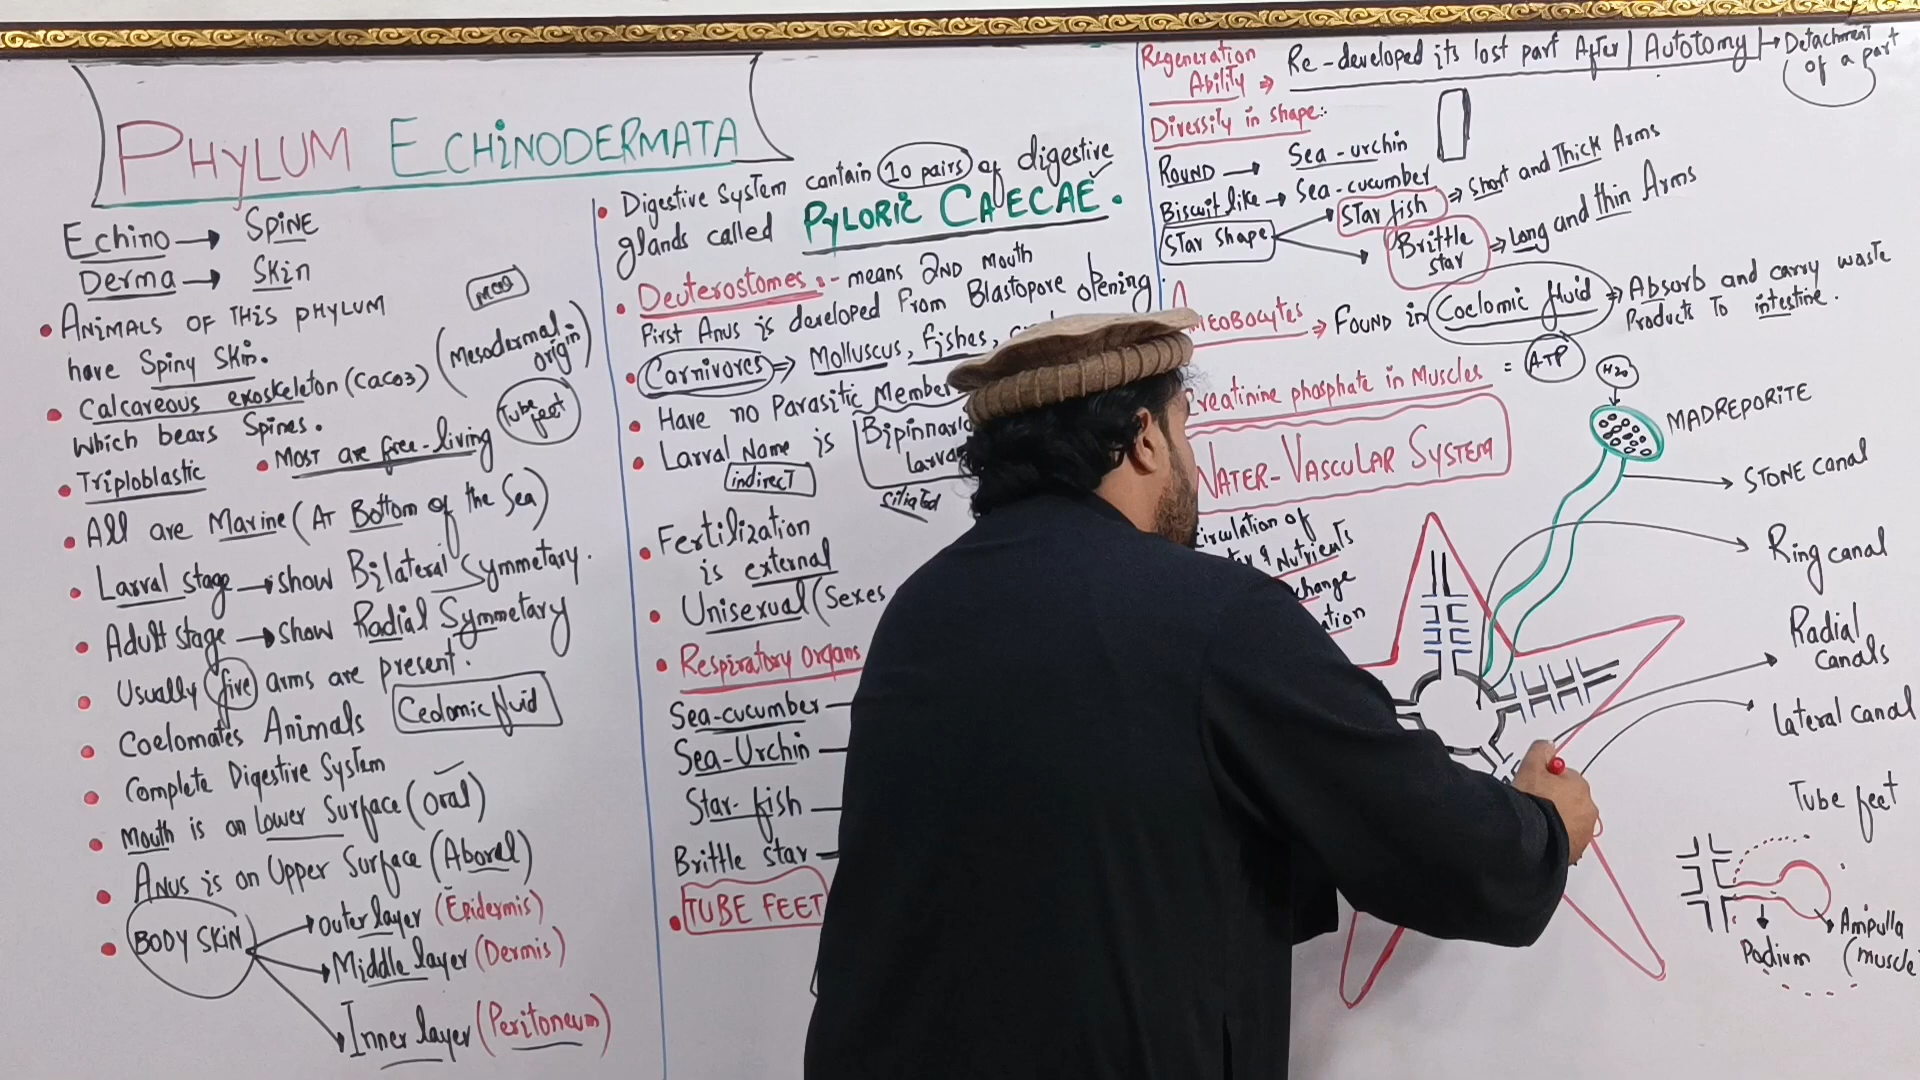 PHYLUM ECHINODERMATA
Echino → SPINE
Derma → SKin
MCQ
• ANIMALS OF THIS PHYLUM
have Spiny Skin.
(Mesodermal origin)
• Calcareous exoskeleton (CaCO3)
which bears Spines.
Tube feet
• Triploblastic • MOST are free-living
• All are Marine (AT Bottom of the Sea)
• Larval stage → show Bilateral Symmetary.
• Adult stage → show Radial Symmetary
• Usually five arms are present.
• Coelomates Animals
Ceolomic fluid
• Complete Digestive System
• Mouth is on Lower Surface (Oral)
• ANUS is on Upper Surface (Aboral)
• BODY SKIN
outer layer (Epidermis)
Middle layer (Dermis)
Inner layer (Peritoneum)
• Digestive System contain 10 pairs of digestive
glands called PYLORIC CAECAE.
• Deuterostomes :- means 2ND mouth
First Anus is developed from Blastopore opening
• Carnivores ⇒ Molluscus, fishes,
• Have no Parasitic Member
• Larval Name is
Bipinnaria
Larva
indirect
Siliated
• Fertilization
is external
• Unisexual (Sexes
• Respiratory Organs
Sea-cucumber
Sea-Urchin
Star-fish
Brittle star
• TUBE FEET
Regeneration
Ability ⇒ Re-developed its lost part After Autotomy → Detachment of a part
Diversity in shape:-
ROUND → Sea-urchin
Biscuit like → Sea-cucumber
STAR Shape
STAR fish ⇒ Short and Thick Arms
Brittle star ⇒ Long and thin Arms
MEOBOCYTES ⇒ FOUND in Coelomic fluid ⇒ Absorb and carry waste
Products To intestine.
reatinine phosphate in Muscles = ATP
WATER-VASCULAR SYSTEM
irculation of
& Nutrients
change
ation
H2O
MADREPORITE
STONE canal
Ring canal
Radial
canals
lateral canal
Tube feet
Ampulla
(muscle
Podium